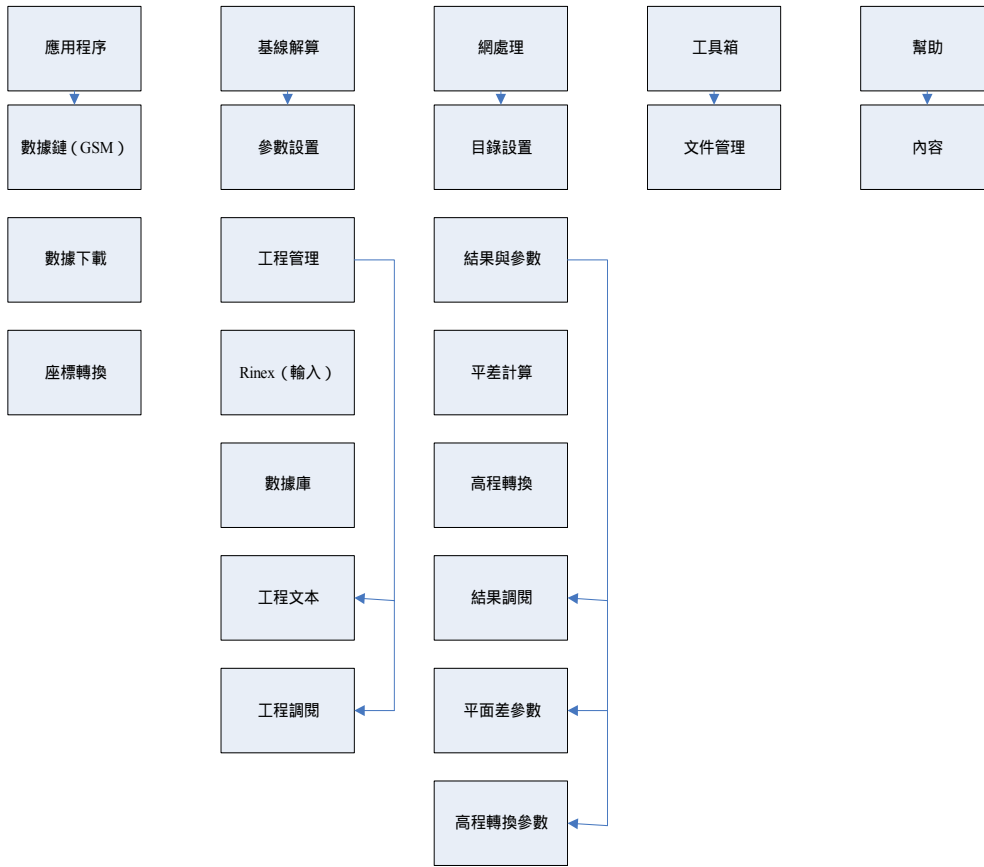 應用程序
基線解算
網處理
工具箱
幫助
數據鏈（GSM）
參數設置
目錄設置
文件管理
內容
數據下載
工程管理
結果與參數
座標轉換
Rinex（輸入）
平差計算
數據庫
高程轉換
工程文本
結果調閱
工程調閱
平面差參數
高程轉換參數